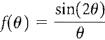 f(θ) = sin(2θ) / θ